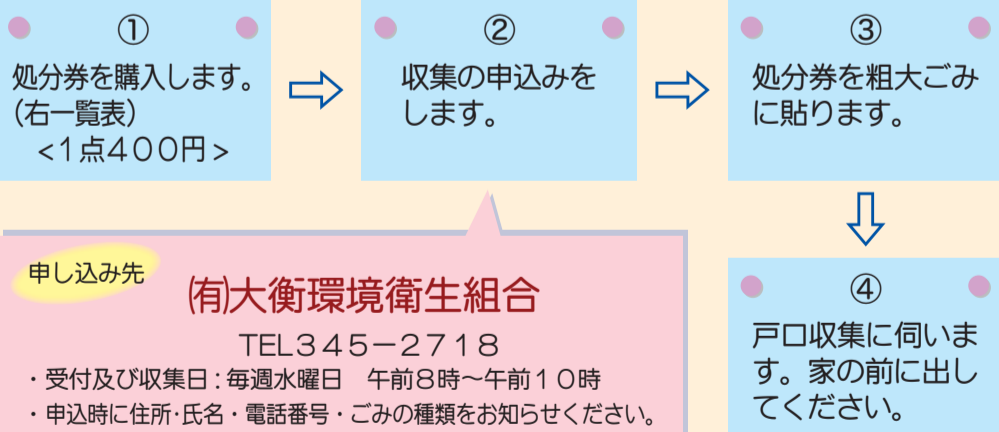 ①
処分券を購入します。
(右一覧表)
<1点400円>
②
収集の申込みを
します。
③
処分券を粗大ごみ
に貼ります。
申し込み先
㈲大衡環境衛生組合
TEL345－2718
・受付及び収集日:毎週水曜日　午前8時〜午前10時
・申込時に住所・氏名・電話番号・ごみの種類をお知らせください。
④
戸口収集に伺いま
す。家の前に出し
てください。